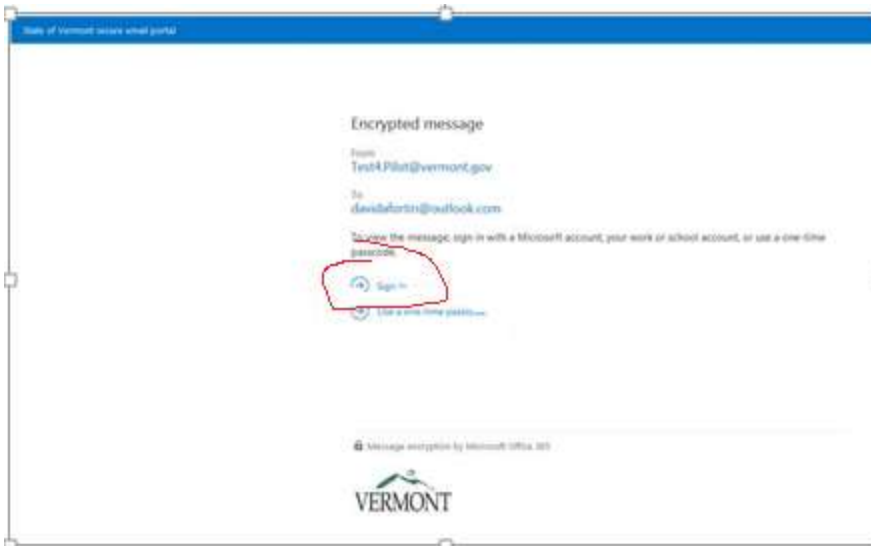 State of Vermont secure email portal
Encrypted message
From
Test4.Pilot@vermont.gov
To
davidafortin@outlook.com
To view the message, sign in with a Microsoft account, your work or school account, or use a one-time
passcode.
Sign in
Use a one-time
Message encryption by Microsoft Office 365
VERMONT